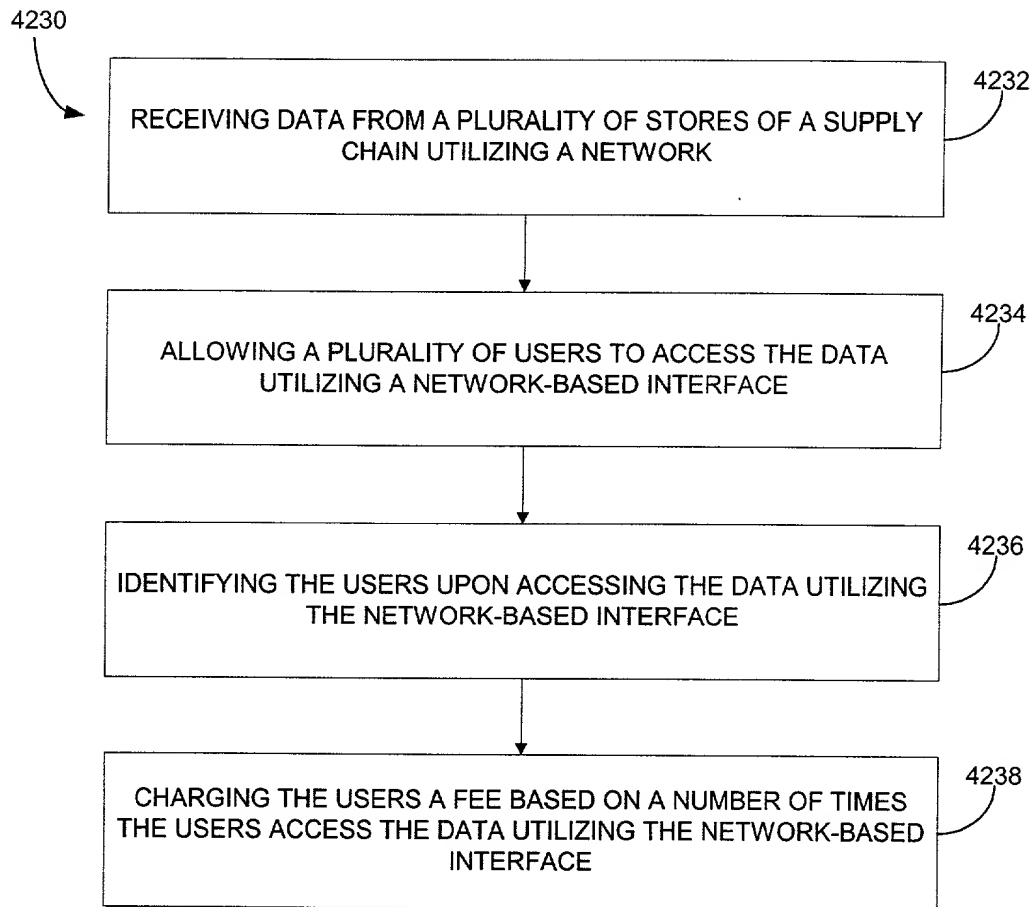 4230
4232
RECEIVING DATA FROM A PLURALITY OF STORES OF A SUPPLY
CHAIN UTILIZING A NETWORK
4234
ALLOWING A PLURALITY OF USERS TO ACCESS THE DATA
UTILIZING A NETWORK-BASED INTERFACE
4236
IDENTIFYING THE USERS UPON ACCESSING THE DATA UTILIZING
THE NETWORK-BASED INTERFACE
4238
CHARGING THE USERS A FEE BASED ON A NUMBER OF TIMES
THE USERS ACCESS THE DATA UTILIZING THE NETWORK-BASED
INTERFACE